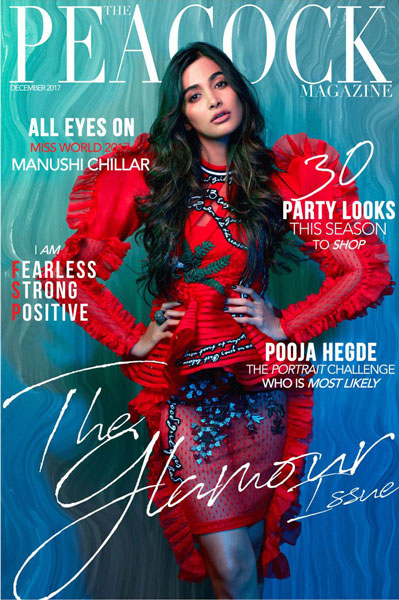 THE
PEACOCK
MAGAZINE
DECEMBER 2017
ALL EYES ON
MISS WORLD 2017
MANUSHI CHILLAR
30
PARTY LOOKS
THIS SEASON
TO SHOP
I AM
FEARLESS
STRONG
POSITIVE
POOJA HEGDE
THE PORTRAIT CHALLENGE
WHO IS MOST LIKELY
The
Glamour
Issue